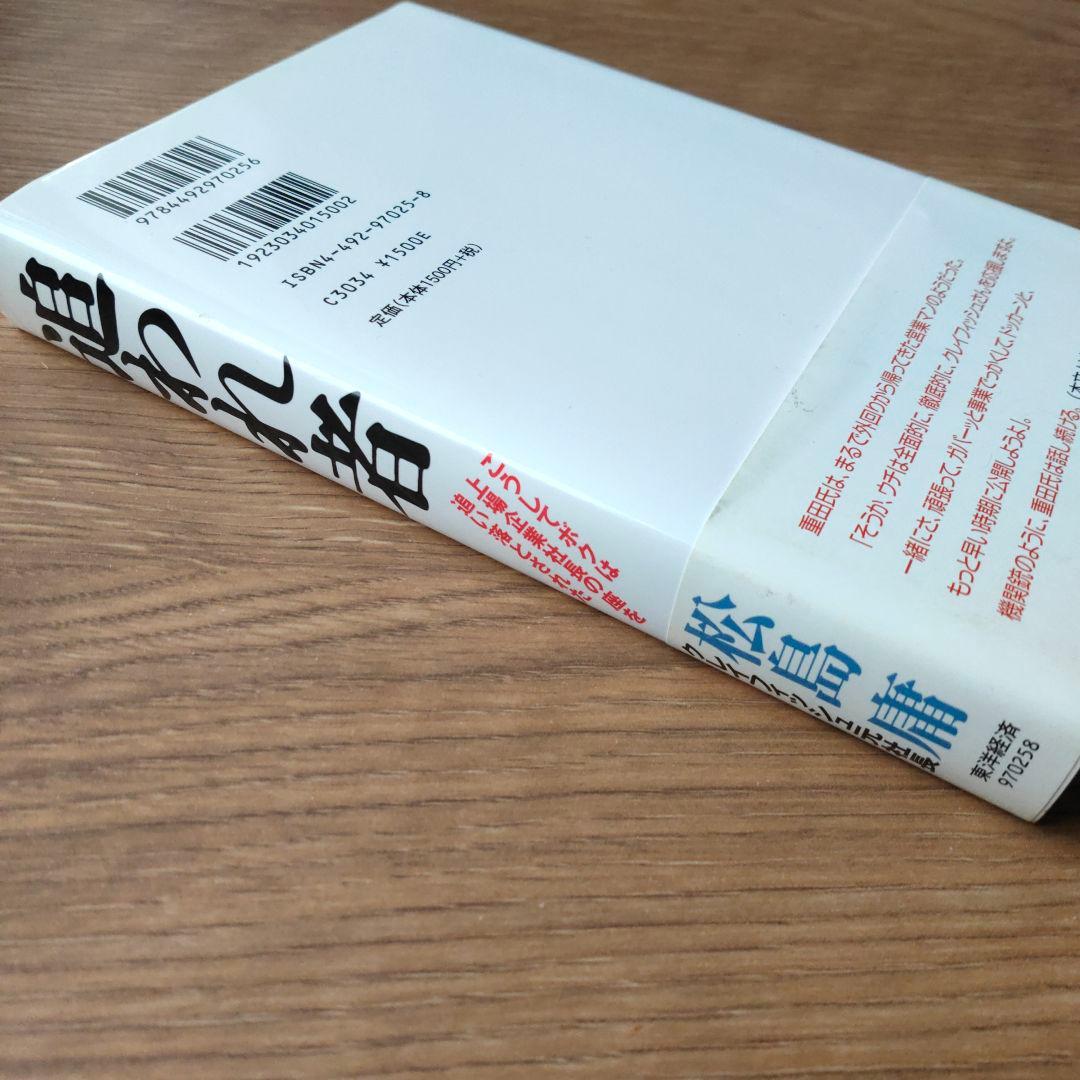 9784492970256
1923034015002
ISBN4-492-97025-8
C3034 ¥1500E
定価(本体1500円+税)
追われ者
こうしてボクは
上場企業社長の座を
追い落とされた
松島庸
クレイフィッシュ元社長
東洋経済
970258
重田氏は、まるで外回りから帰ってきた営業マンのようだった。
「そうか、ウチは全面的に、徹底的に、クレイフィッシュさんを応援しますよ。
一緒にさ、頑張って、ガバーッと事業でっかくして、ドッカーンと、
もっと早い時期に公開しようよ」。
機関銃のように、重田氏は話し続ける。